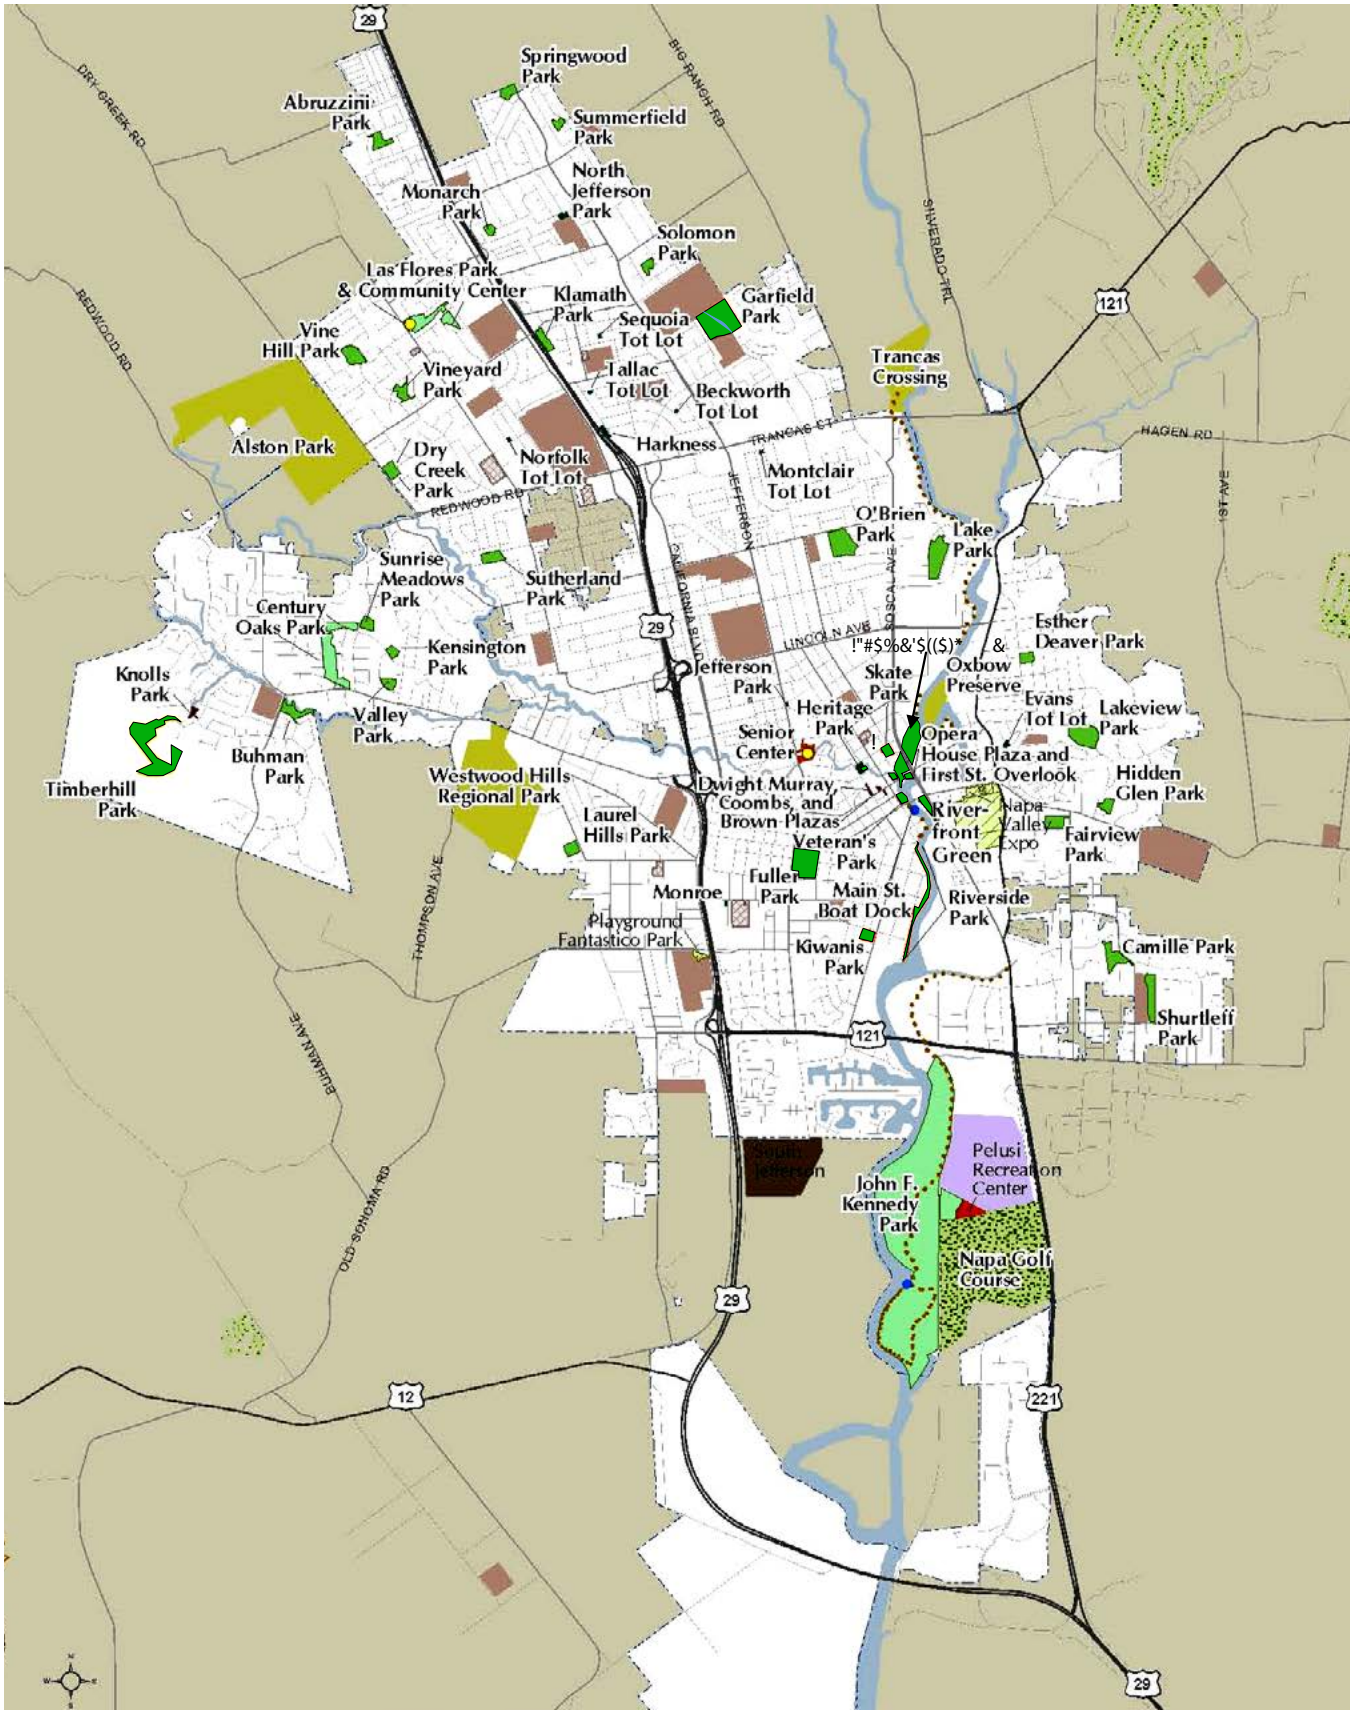 29
Springwood
Park
BIG RANCH RD
DRY CREEK RD
Abruzzini
Park
Summerfield
Park
North
Jefferson
Park
Monarch
Park
SILVERADO TRL
Solomon
Park
Las Flores Park
& Community Center
121
Klamath
Park
Garfield
Park
REDWOOD RD
Sequoia
Tot Lot
Vine
Hill Park
Trancas
Crossing
Vineyard
Park
Tallac
Tot Lot
Beckworth
Tot Lot
Alston Park
Harkness
TRANCAS ST
HAGEN RD
Dry
Creek
Park
Norfolk
Tot Lot
Montclair
Tot Lot
JEFFERSON
1ST AVE
REDWOOD RD
O'Brien
Park
Lake
Park
Sunrise
Meadows
Park
Sutherland
Park
CALIFORNIA BLVD
SOSCAL AVE
Century
Oaks Park
29
LINCOLN AVE
Esther
Deaver Park
!"#$%&'$(($)* &
Kensington
Park
Knolls
Park
Jefferson
Park
Skate
Park
Oxbow
Preserve
Heritage
Park
Evans
Tot Lot
Lakeview
Park
Valley
Park
Senior
Center
!
Opera
House Plaza and
First St. Overlook
Buhman
Park
Timberhill
Park
Westwood Hills
Regional Park
Dwight Murray,
Coombs, and
Brown Plazas
Hidden
Glen Park
Laurel
Hills Park
River-
front
Green
Napa
Valley
Expo
Fairview
Park
Veteran's
Park
THOMPSON AVE
Monroe
Fuller
Park
Main St.
Boat Dock
Riverside
Park
Playground
Fantastico Park
Kiwanis
Park
Camille Park
Shurtleff
Park
121
BUHMAN AVE
South
Jefferson
Pelusi
Recreation
Center
John F.
Kennedy
Park
OLD SONOMA RD
Napa Golf
Course
29
12
221
N
W E
S
29